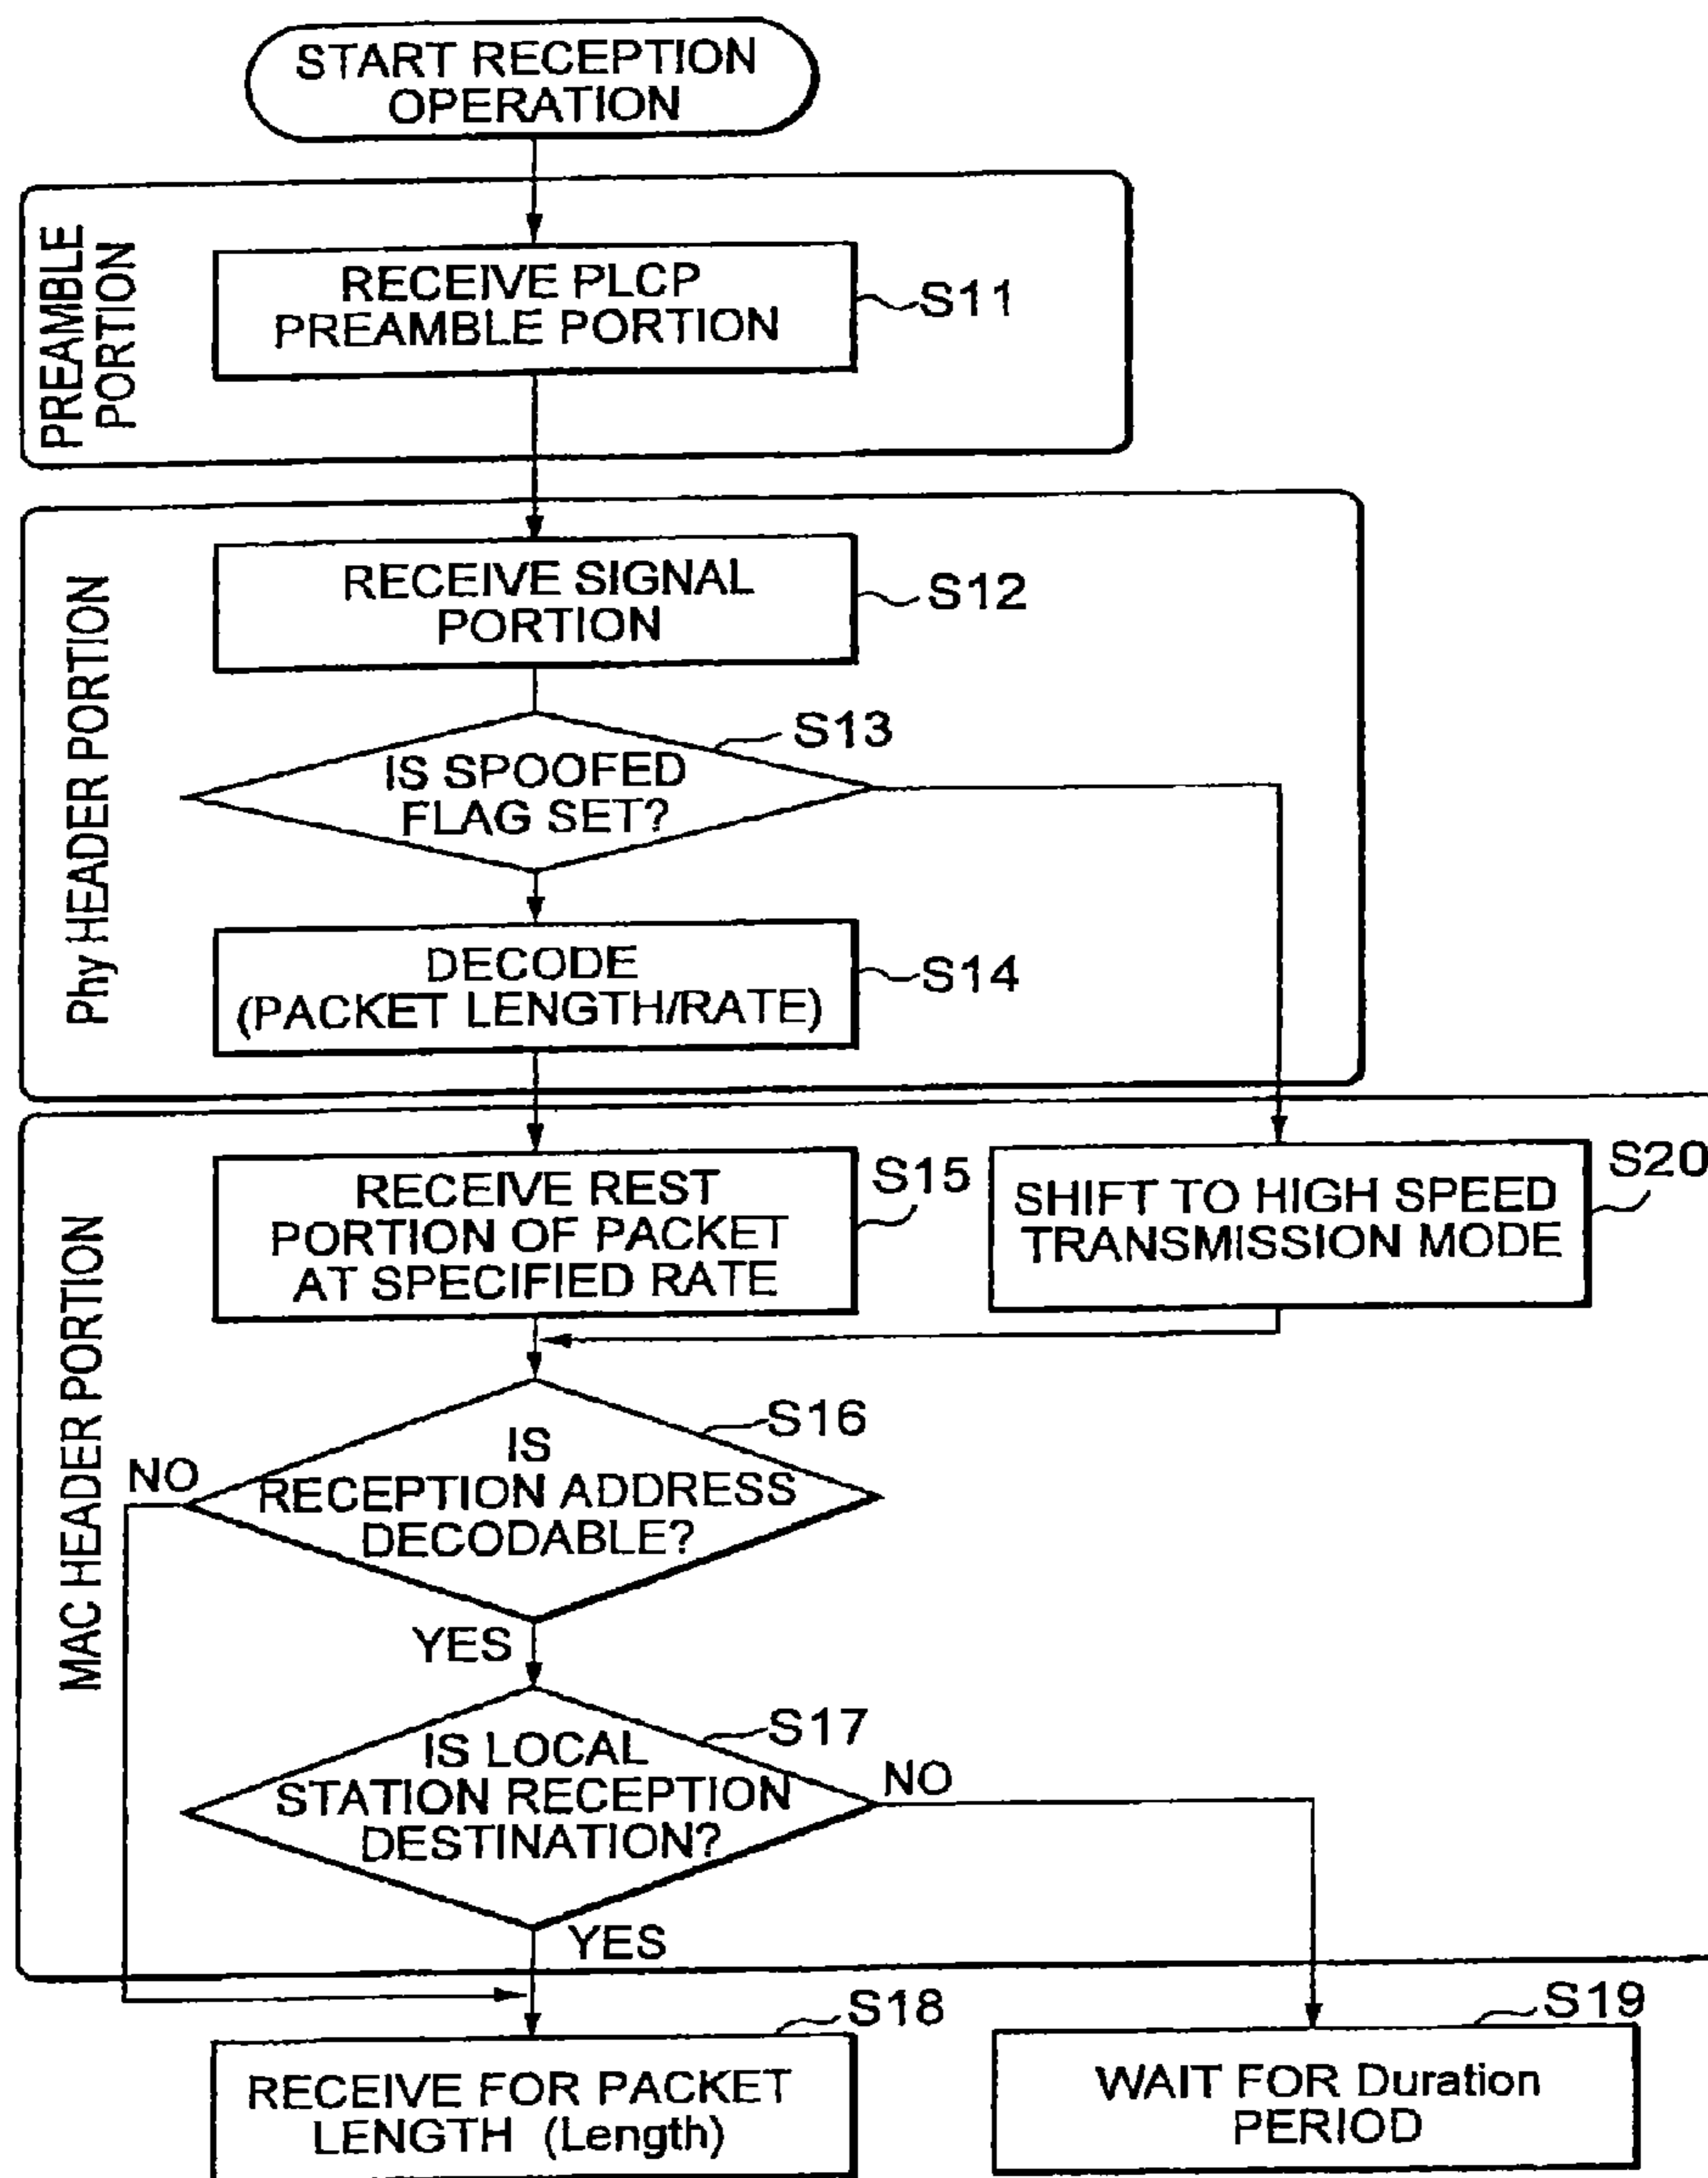 START RECEPTION
OPERATION
PREAMBLE
PORTION
RECEIVE PLCP
PREAMBLE PORTION
S11
Phy HEADER PORTION
RECEIVE SIGNAL
PORTION
S12
S13
IS SPOOFED
FLAG SET?
DECODE
(PACKET LENGTH/RATE)
S14
MAC HEADER PORTION
RECEIVE REST
PORTION OF PACKET
AT SPECIFIED RATE
S15
SHIFT TO HIGH SPEED
TRANSMISSION MODE
S20
S16
IS
RECEPTION ADDRESS
DECODABLE?
NO
YES
S17
IS LOCAL
STATION RECEPTION
DESTINATION?
NO
YES
S18
RECEIVE FOR PACKET
LENGTH (Length)
S19
WAIT FOR Duration
PERIOD